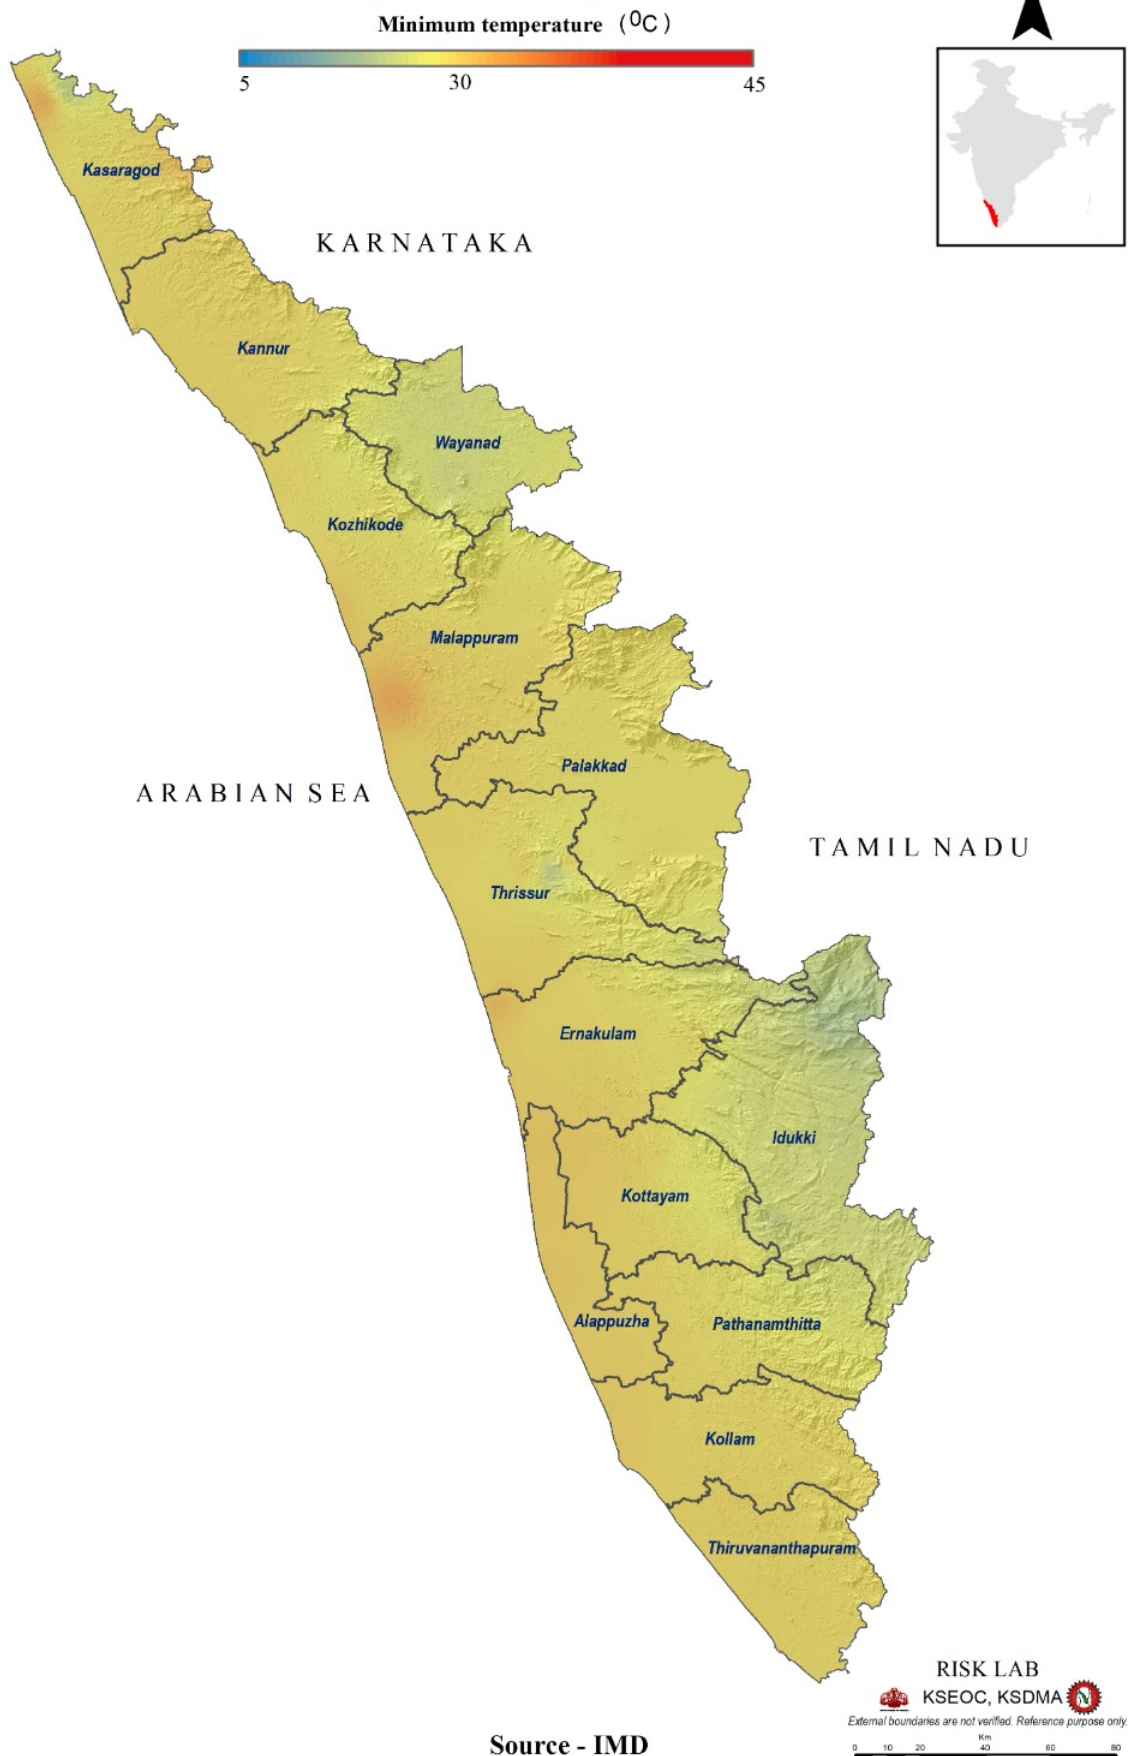 Minimum temperature (⁰C)
5 30 45
Kasaragod
KARNATAKA
Kannur
Wayanad
Kozhikode
Malappuram
Palakkad
ARABIAN SEA
TAMIL NADU
Thrissur
Ernakulam
Idukki
Kottayam
Alappuzha
Pathanamthitta
Kollam
Thiruvananthapuram
RISK LAB
KSEOC, KSDMA
External boundaries are not verified. Reference purpose only.
Source - IMD
Km
0 10 20 40 60 80